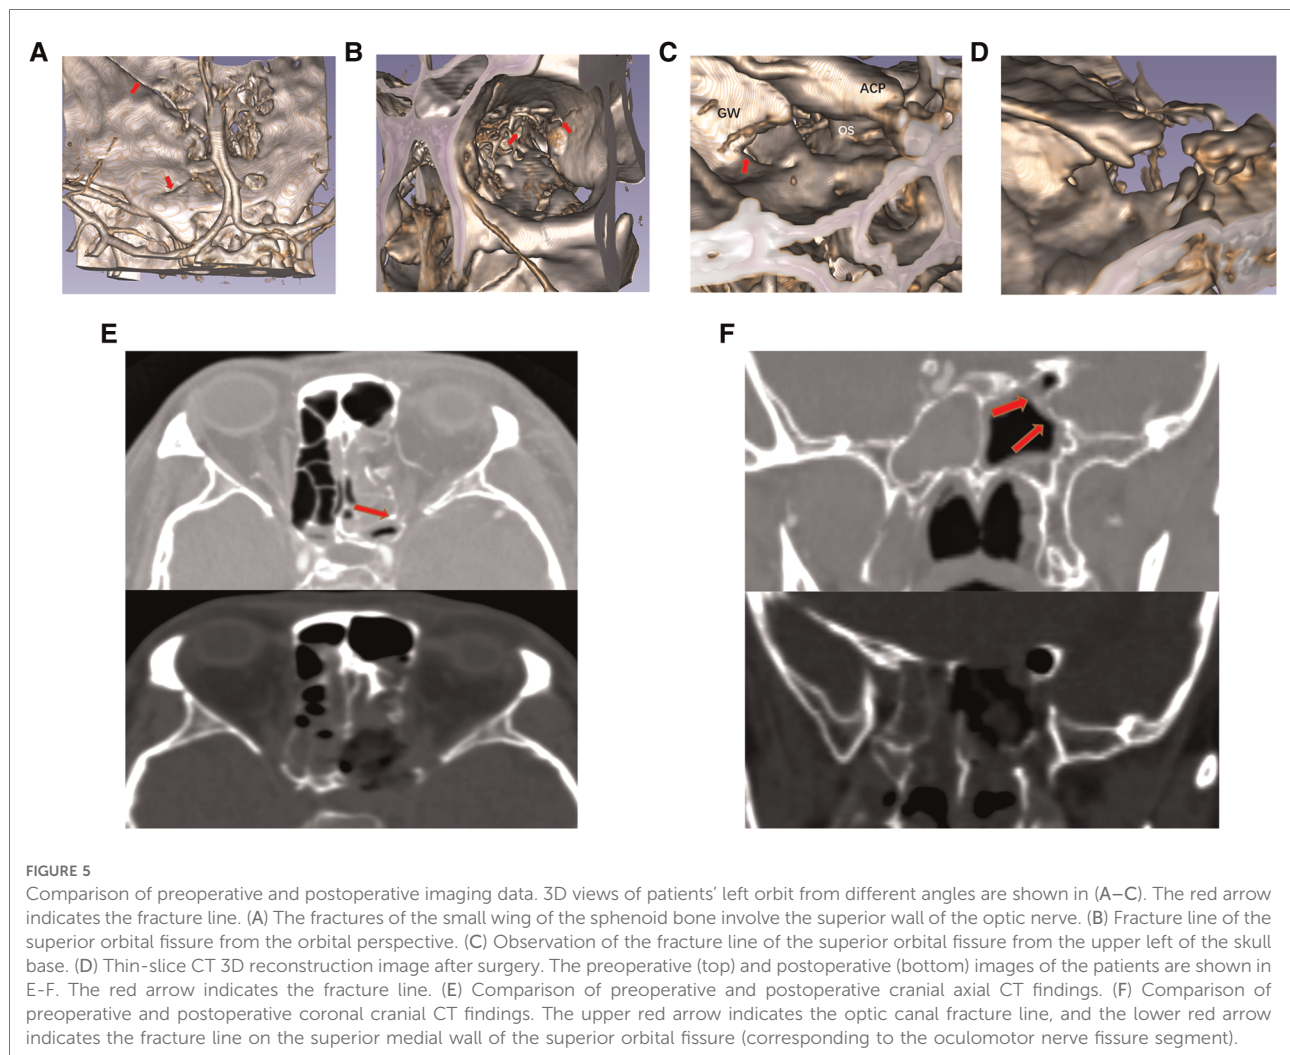 A
B
C
D
GW
ACP
OS
E
F
FIGURE 5
Comparison of preoperative and postoperative imaging data. 3D views of patients’ left orbit from different angles are shown in (A–C). The red arrow
indicates the fracture line. (A) The fractures of the small wing of the sphenoid bone involve the superior wall of the optic nerve. (B) Fracture line of the
superior orbital fissure from the orbital perspective. (C) Observation of the fracture line of the superior orbital fissure from the upper left of the skull
base. (D) Thin-slice CT 3D reconstruction image after surgery. The preoperative (top) and postoperative (bottom) images of the patients are shown in
E-F. The red arrow indicates the fracture line. (E) Comparison of preoperative and postoperative cranial axial CT findings. (F) Comparison of
preoperative and postoperative coronal cranial CT findings. The upper red arrow indicates the optic canal fracture line, and the lower red arrow
indicates the fracture line on the superior medial wall of the superior orbital fissure (corresponding to the oculomotor nerve fissure segment).